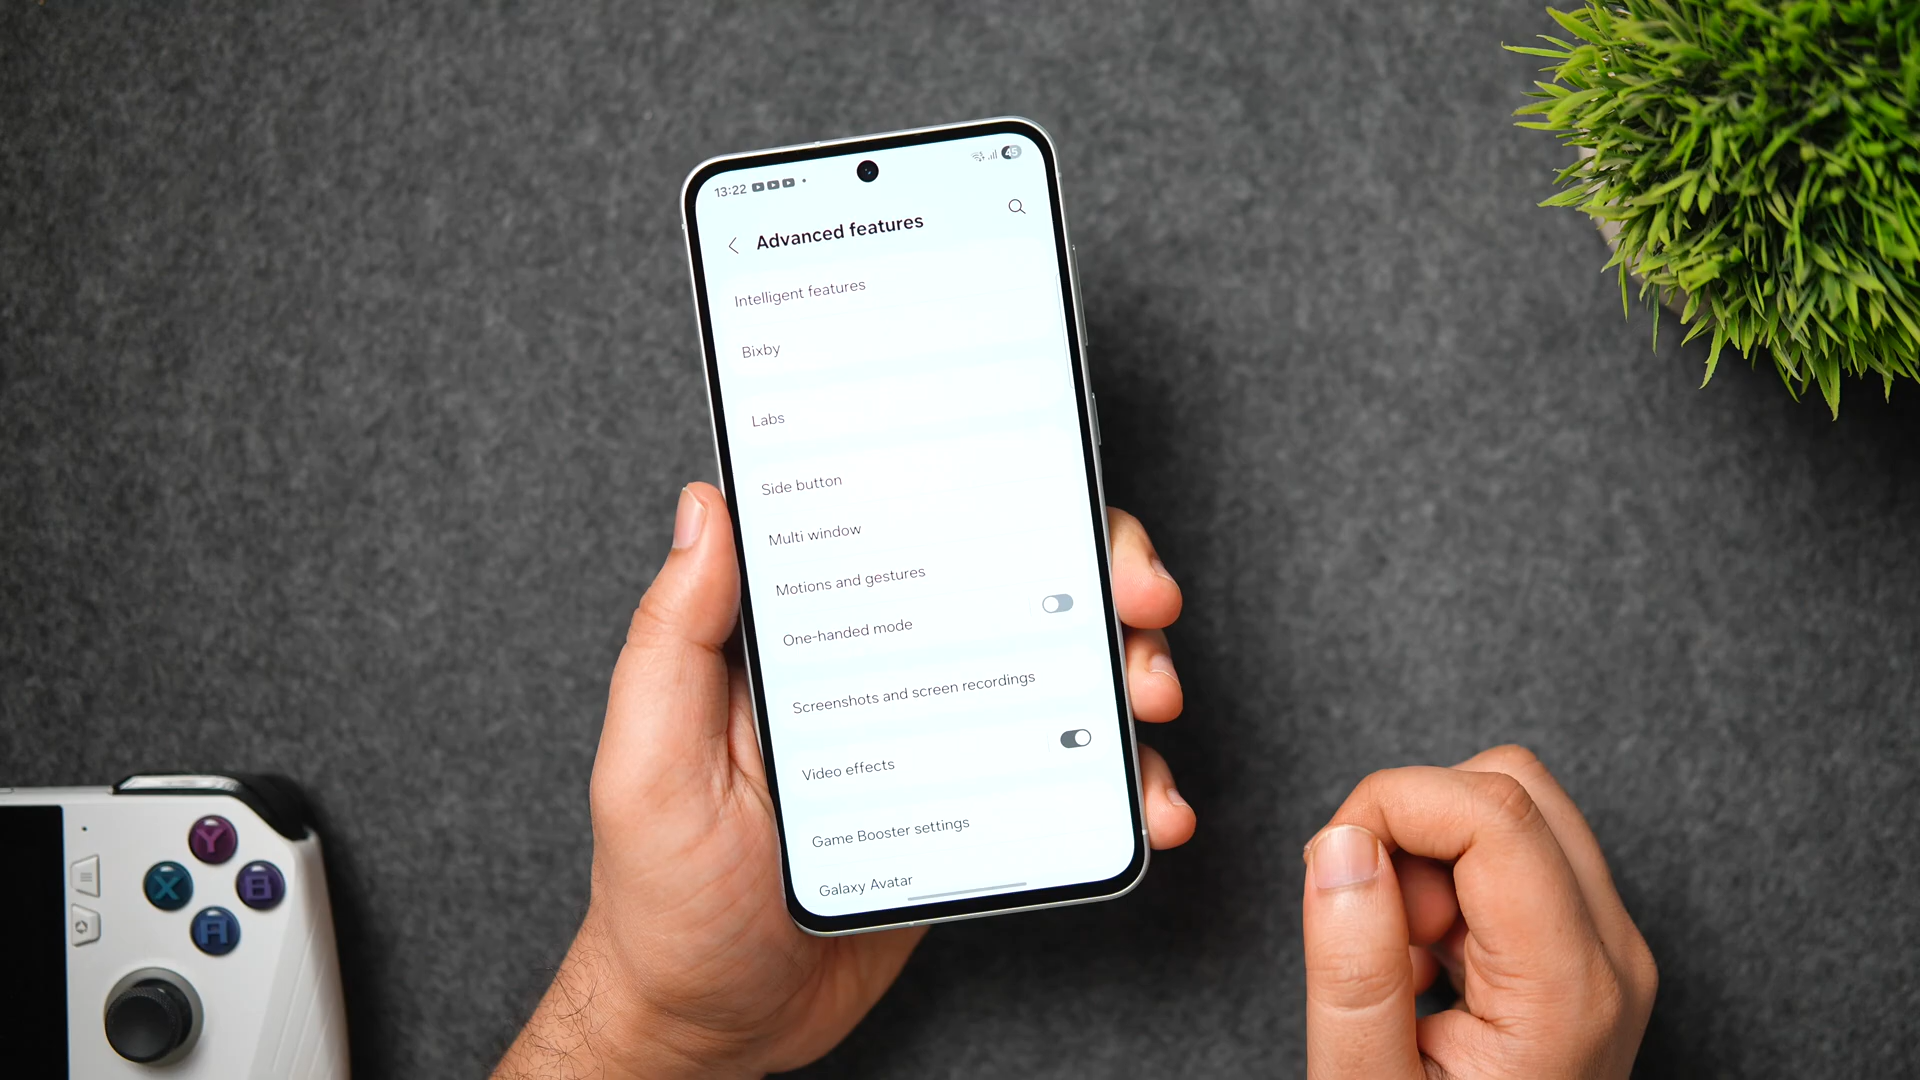 13:22
45
Advanced features
Intelligent features
Bixby
Labs
Side button
Multi window
Motions and gestures
One-handed mode
Screenshots and screen recordings
Video effects
Game Booster settings
Galaxy Avatar
Y
X
B
A